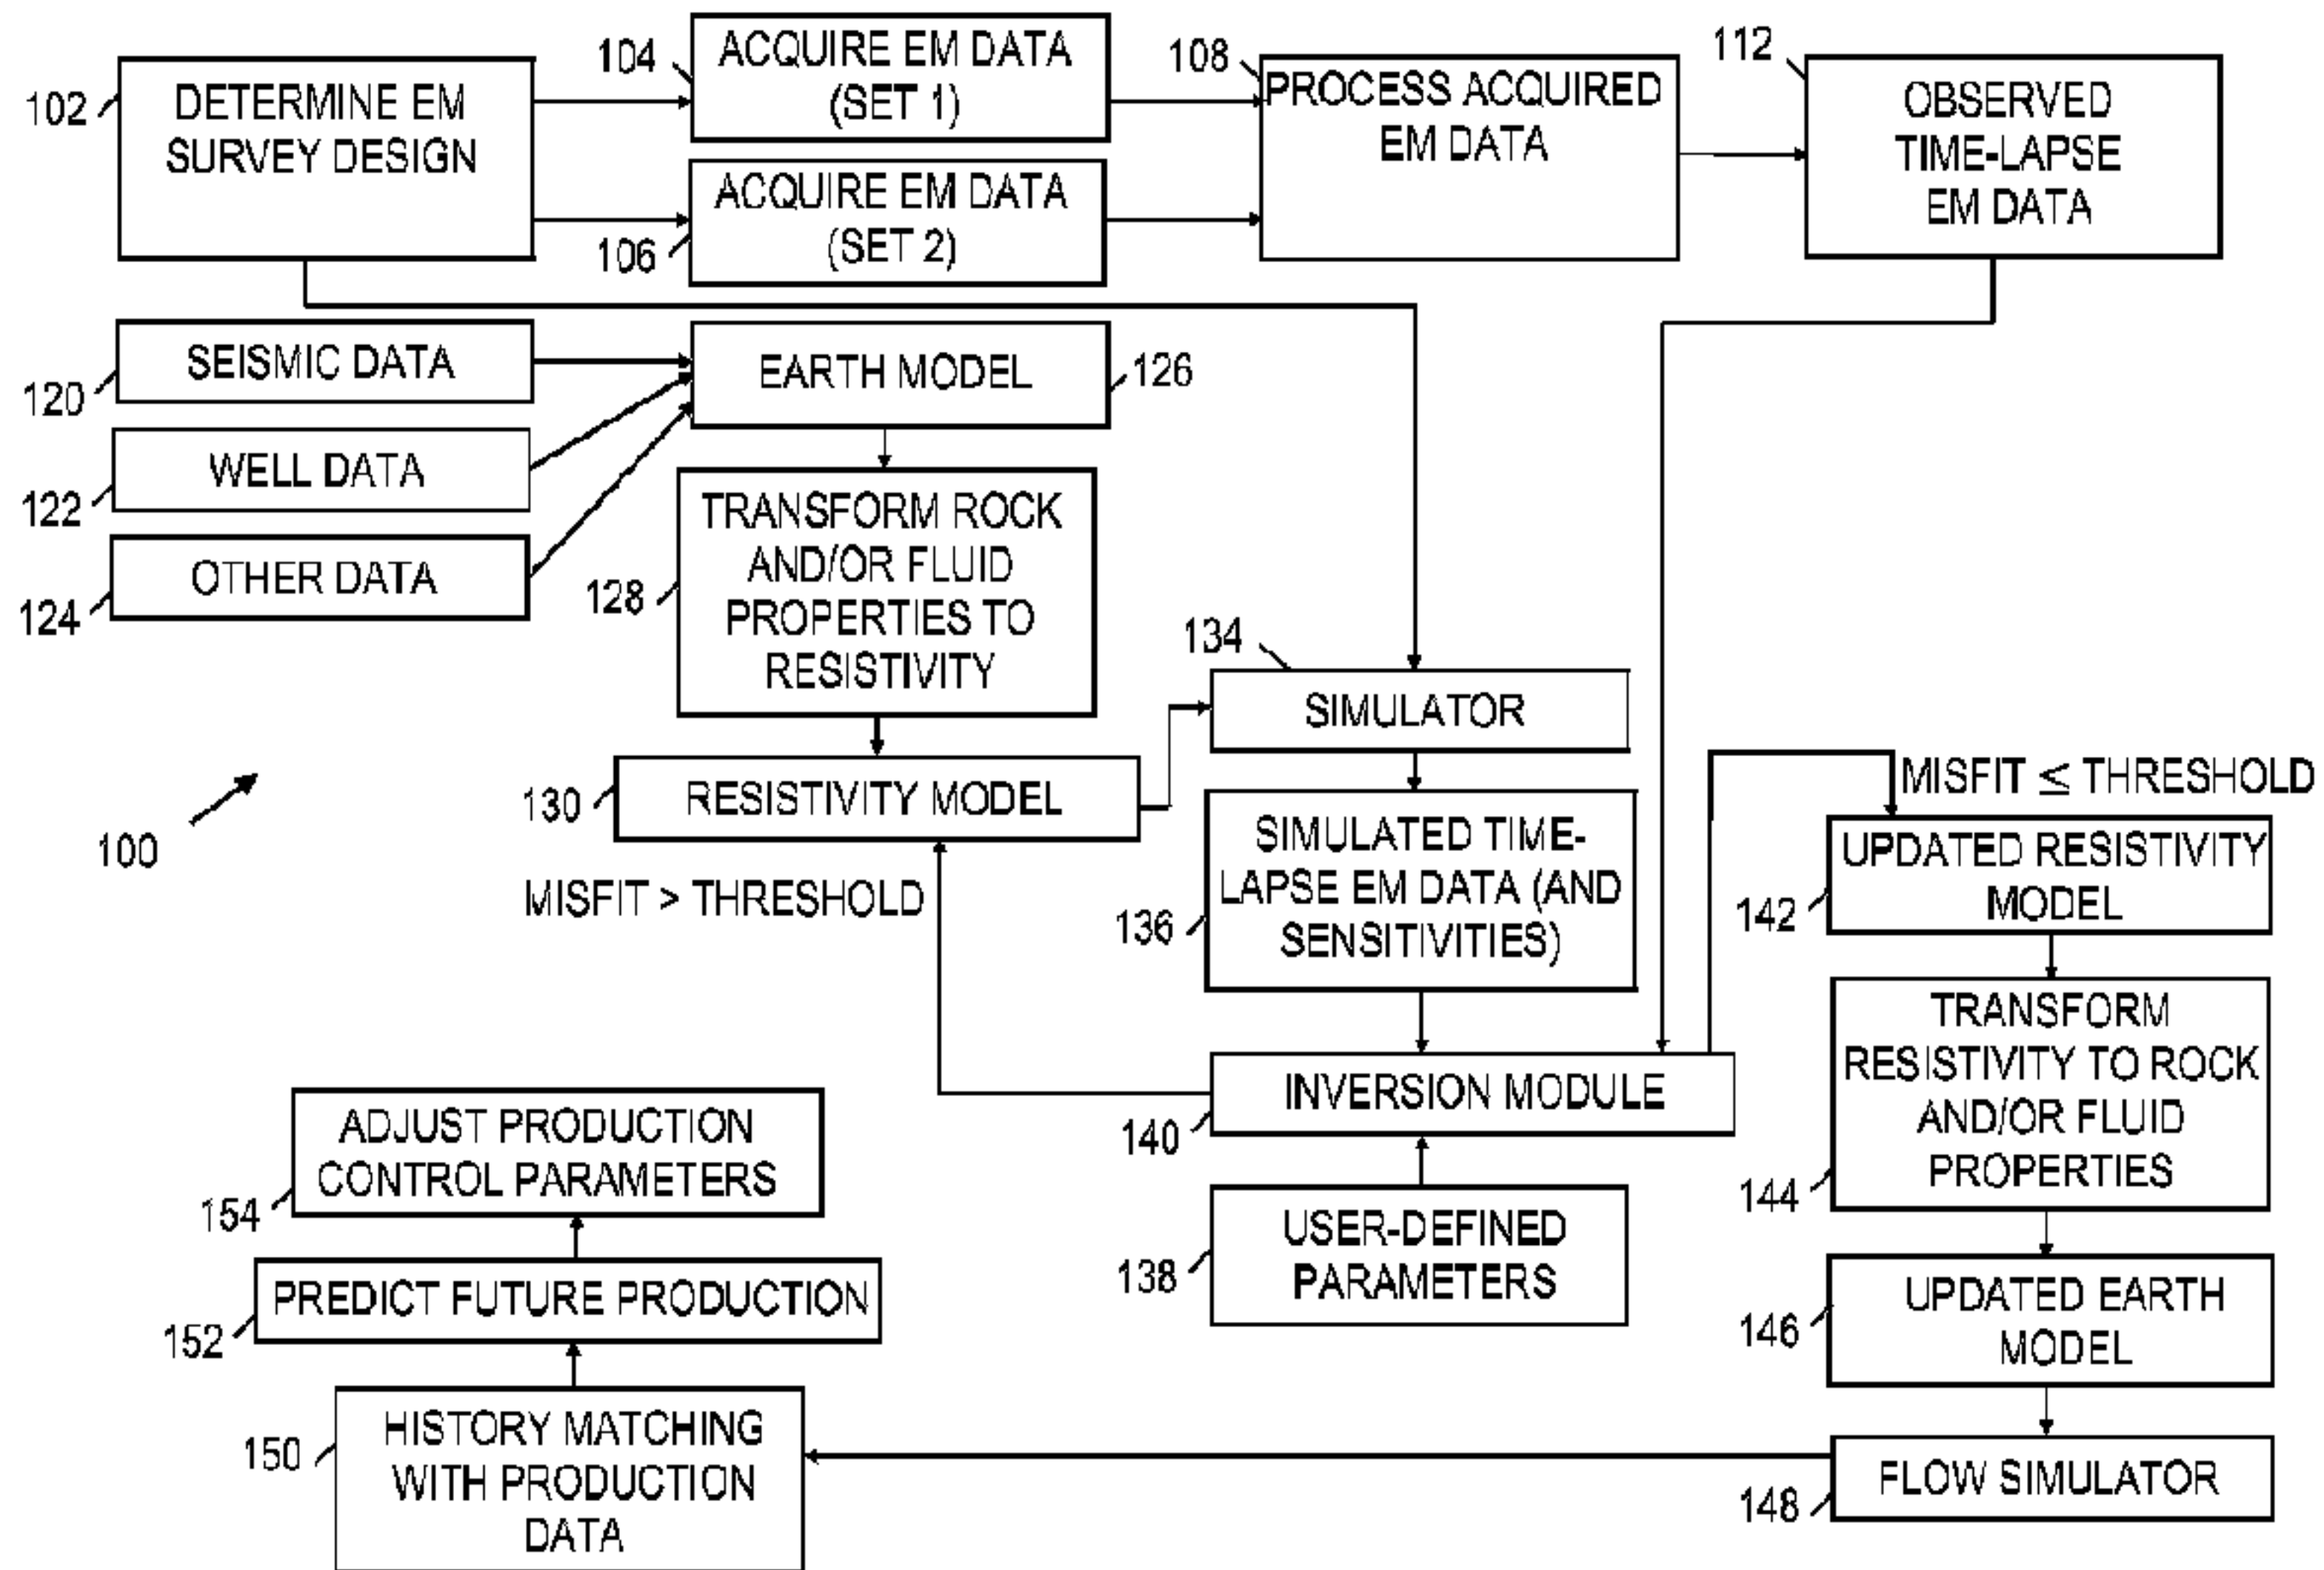 102
DETERMINE EM
SURVEY DESIGN
104
ACQUIRE EM DATA
(SET 1)
106
ACQUIRE EM DATA
(SET 2)
108
PROCESS ACQUIRED
EM DATA
112
OBSERVED
TIME-LAPSE
EM DATA
120
SEISMIC DATA
122
WELL DATA
124
OTHER DATA
EARTH MODEL
126
128
TRANSFORM ROCK
AND/OR FLUID
PROPERTIES TO
RESISTIVITY
130
RESISTIVITY MODEL
100
MISFIT > THRESHOLD
134
SIMULATOR
136
SIMULATED TIME-
LAPSE EM DATA (AND
SENSITIVITIES)
140
INVERSION MODULE
138
USER-DEFINED
PARAMETERS
MISFIT ≤ THRESHOLD
142
UPDATED RESISTIVITY
MODEL
144
TRANSFORM
RESISTIVITY TO ROCK
AND/OR FLUID
PROPERTIES
146
UPDATED EARTH
MODEL
148
FLOW SIMULATOR
150
HISTORY MATCHING
WITH PRODUCTION
DATA
152
PREDICT FUTURE PRODUCTION
154
ADJUST PRODUCTION
CONTROL PARAMETERS